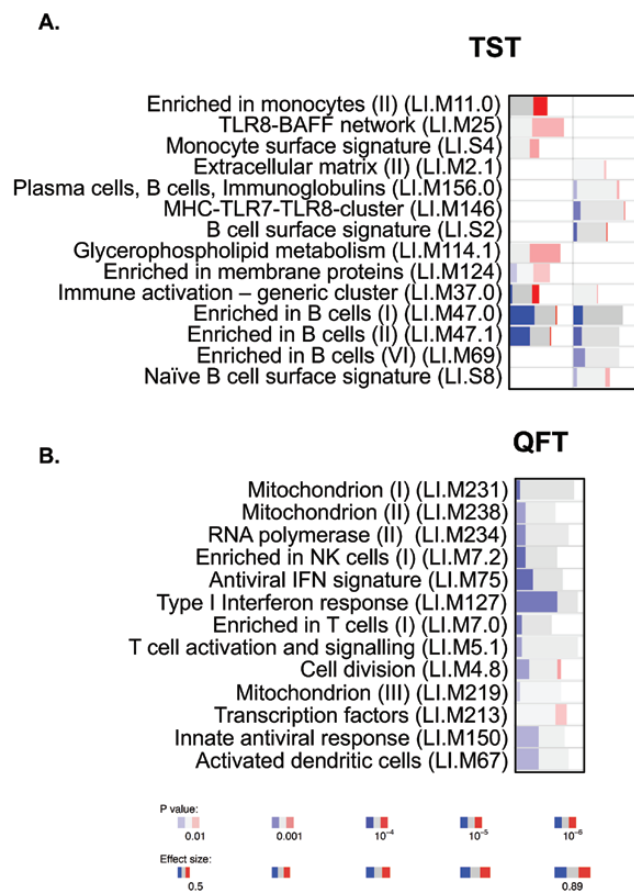 A.
TST
Enriched in monocytes (II) (LI.M11.0)
TLR8-BAFF network (LI.M25)
Monocyte surface signature (LI.S4)
Extracellular matrix (II) (LI.M2.1)
Plasma cells, B cells, Immunoglobulins (LI.M156.0)
MHC-TLR7-TLR8-cluster (LI.M146)
B cell surface signature (LI.S2)
Glycerophospholipid metabolism (LI.M114.1)
Enriched in membrane proteins (LI.M124)
Immune activation – generic cluster (LI.M37.0)
Enriched in B cells (I) (LI.M47.0)
Enriched in B cells (II) (LI.M47.1)
Enriched in B cells (VI) (LI.M69)
Naïve B cell surface signature (LI.S8)
B.
QFT
Mitochondrion (I) (LI.M231)
Mitochondrion (II) (LI.M238)
RNA polymerase (II) (LI.M234)
Enriched in NK cells (I) (LI.M7.2)
Antiviral IFN signature (LI.M75)
Type I Interferon response (LI.M127)
Enriched in T cells (I) (LI.M7.0)
T cell activation and signalling (LI.M5.1)
Cell division (LI.M4.8)
Mitochondrion (III) (LI.M219)
Transcription factors (LI.M213)
Innate antiviral response (LI.M150)
Activated dendritic cells (LI.M67)
P value:
0.01 0.001 10⁻⁴ 10⁻⁵ 10⁻⁶
Effect size:
0.5 0.89